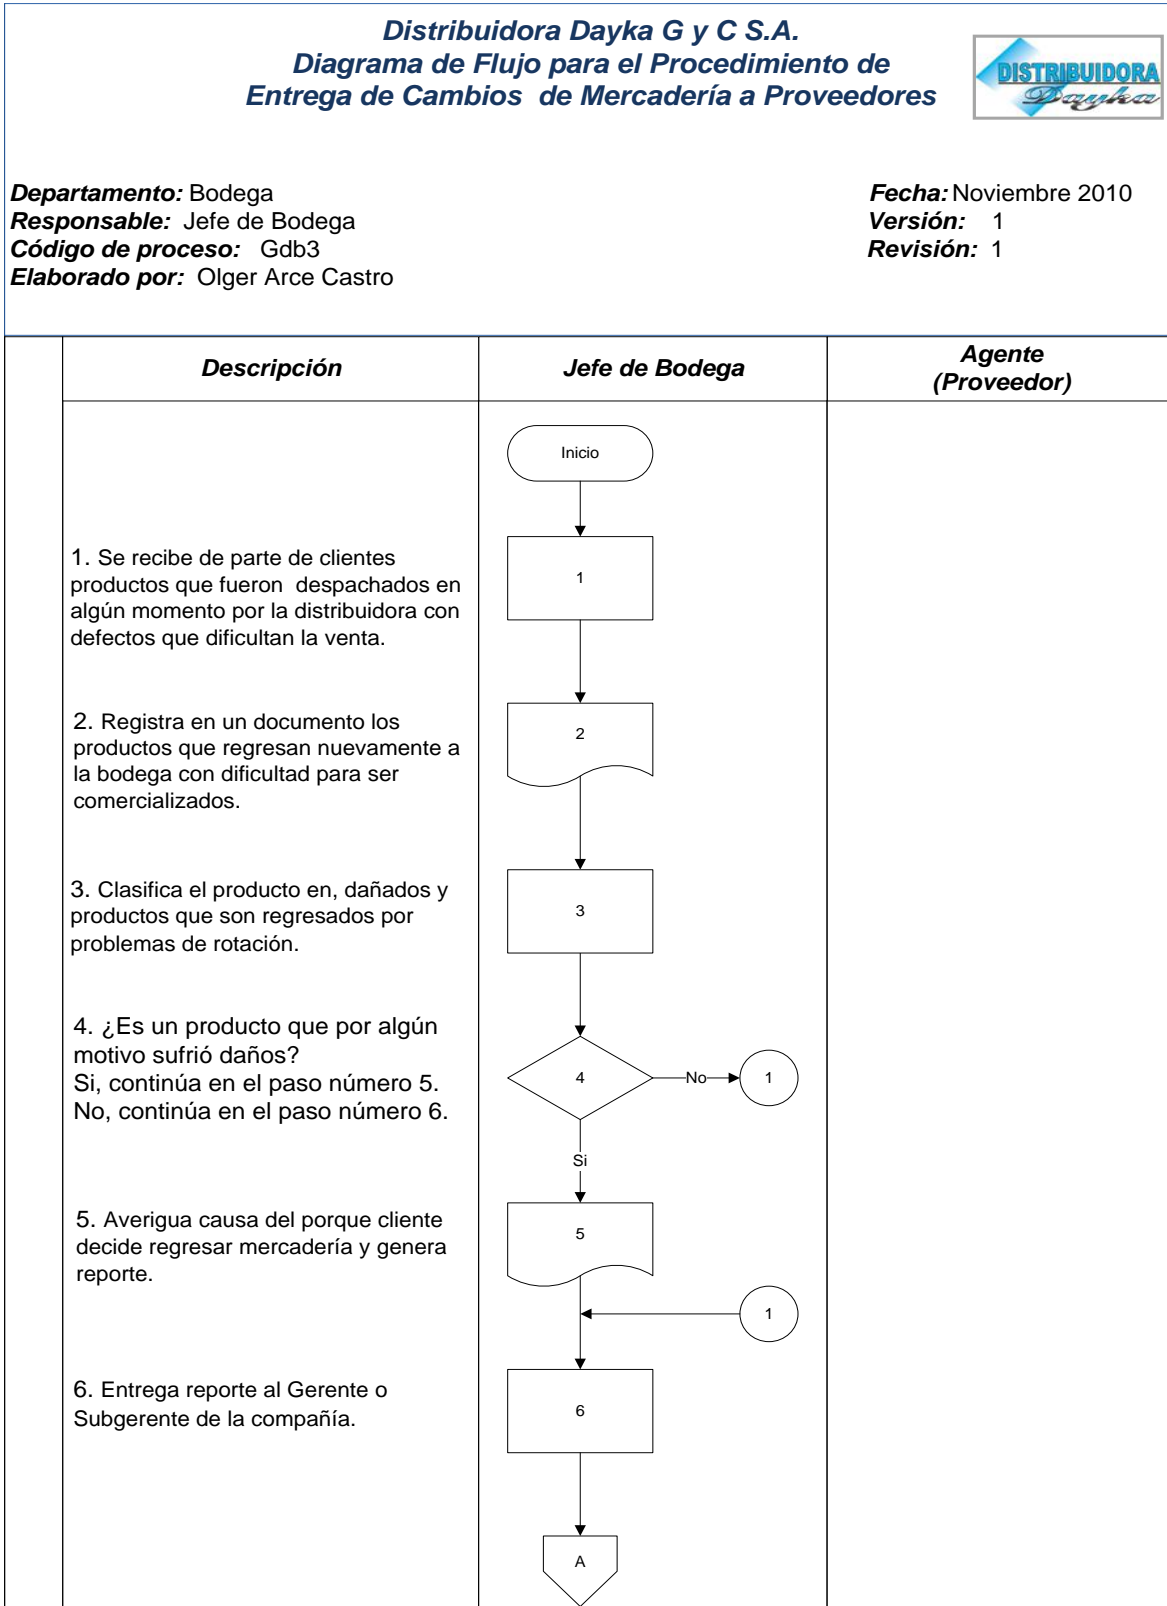 Distribuidora Dayka G y C S.A.
Diagrama de Flujo para el Procedimiento de
Entrega de Cambios de Mercadería a Proveedores
DISTRIBUIDORA
Dayka
Departamento: Bodega
Responsable: Jefe de Bodega
Código de proceso: Gdb3
Elaborado por: Olger Arce Castro
Fecha: Noviembre 2010
Versión: 1
Revisión: 1
Descripción
Jefe de Bodega
Agente
(Proveedor)
Inicio
1. Se recibe de parte de clientes
productos que fueron despachados en
algún momento por la distribuidora con
defectos que dificultan la venta.
1
2. Registra en un documento los
productos que regresan nuevamente a
la bodega con dificultad para ser
comercializados.
2
3. Clasifica el producto en, dañados y
productos que son regresados por
problemas de rotación.
3
4. ¿Es un producto que por algún
motivo sufrió daños?
Si, continúa en el paso número 5.
No, continúa en el paso número 6.
4
No
1
Si
5. Averigua causa del porque cliente
decide regresar mercadería y genera
reporte.
5
1
6. Entrega reporte al Gerente o
Subgerente de la compañía.
6
A